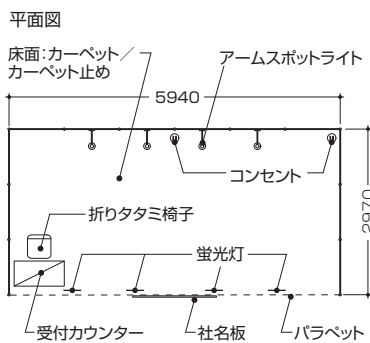 平面図
床面:カーペット/
カーペット止め
アームスポットライト
5940
コンセント
2970
折りタタミ椅子
蛍光灯
受付カウンター
社名板
パラペット